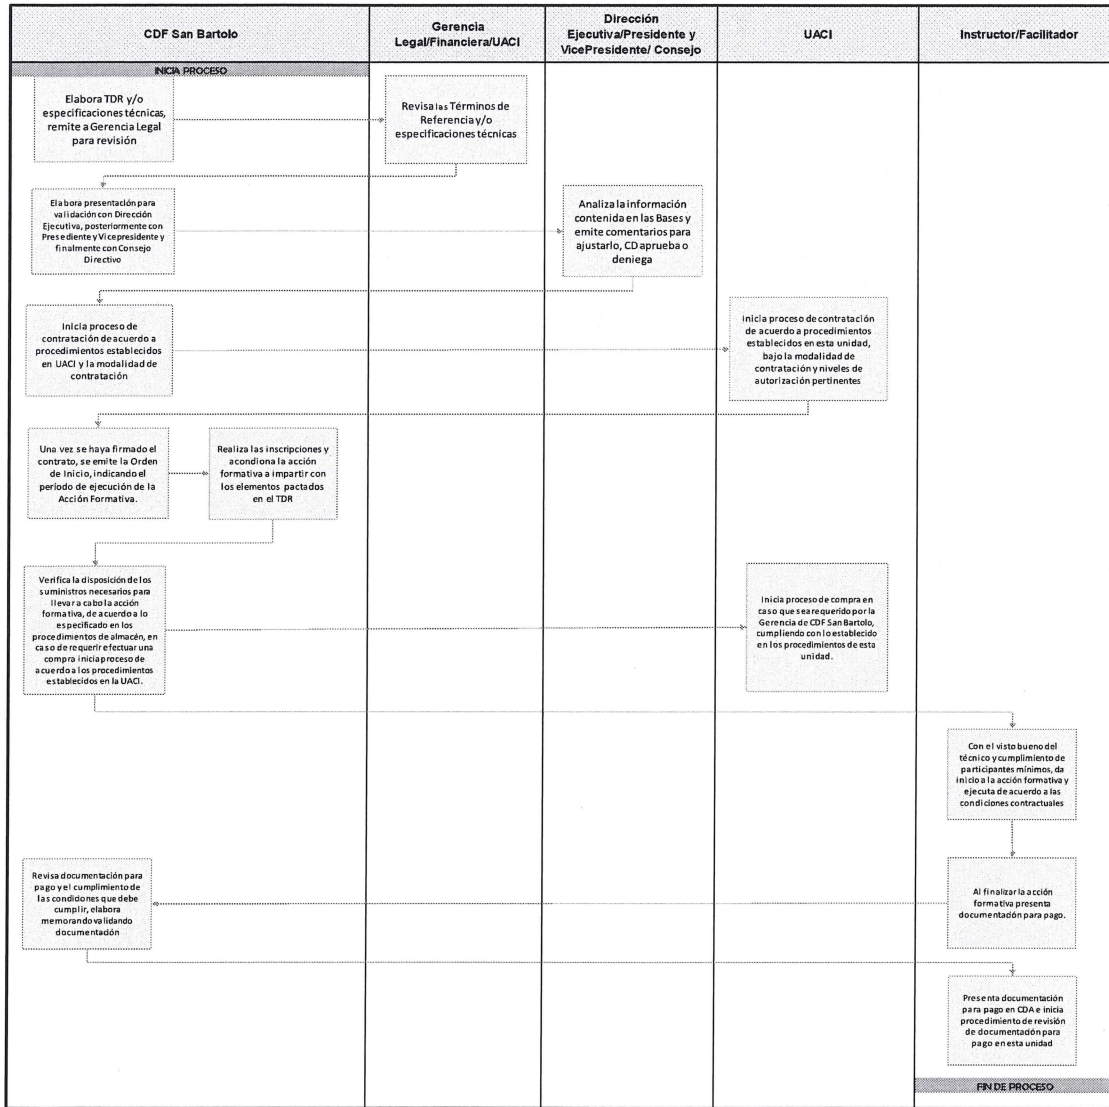 CDF San Bartolo
Gerencia
Legal/Financiera/UACI
Dirección
Ejecutiva/Presidente y
VicePresidente/ Consejo
UACI
Instructor/Facilitador
INICIA PROCESO
Elabora TDR y/o
especificaciones técnicas,
remite a Gerencia Legal
para revisión
Revisa las Términos de
Referencia y/o
especificaciones técnicas
Elabora presentación para
validación con Dirección
Ejecutiva, posteriormente con
Presediente y Vicepresidente y
finalmente con Consejo
Directivo
Analiza la información
contenida en las Bases y
emite comentarios para
ajustarlo, CD aprueba o
deniega
Inicia proceso de
contratación de acuerdo a
procedimientos establecidos
en UACI y la modalidad de
contratación
Inicia proceso de contratación
de acuerdo a procedimientos
establecidos en esta unidad,
bajo la modalidad de
contratación y niveles de
autorización pertinentes
Una vez se haya firmado el
contrato, se emite la Orden
de Inicio, indicando el
período de ejecución de la
Acción Formativa.
Realiza las inscripciones y
acondiona la acción
formativa a impartir con
los elementos pactados
en el TDR
Verifica la disposición de los
suministros necesarios para
llevar a cabo la acción
formativa, de acuerdo a lo
especificado en los
procedimientos de almacén, en
caso de requerir efectuar una
compra inicia proceso de
acuerdo a los procedimientos
establecidos en la UACI.
Inicia proceso de compra en
caso que sea requerido por la
Gerencia de CDF San Bartolo,
cumpliendo con lo establecido
en los procedimientos de esta
unidad.
Con el visto bueno del
técnico y cumplimiento de
participantes mínimos, da
inicio a la acción formativa y
ejecuta de acuerdo a las
condiciones contractuales
Revisa documentación para
pago y el cumplimiento de
las condiciones que debe
cumplir, elabora
memorando validando
documentación
Al finalizar la acción
formativa presenta
documentación para pago.
Presenta documentación
para pago en CDA e inicia
procedimiento de revisión
de documentación para
pago en esta unidad
FIN DE PROCESO